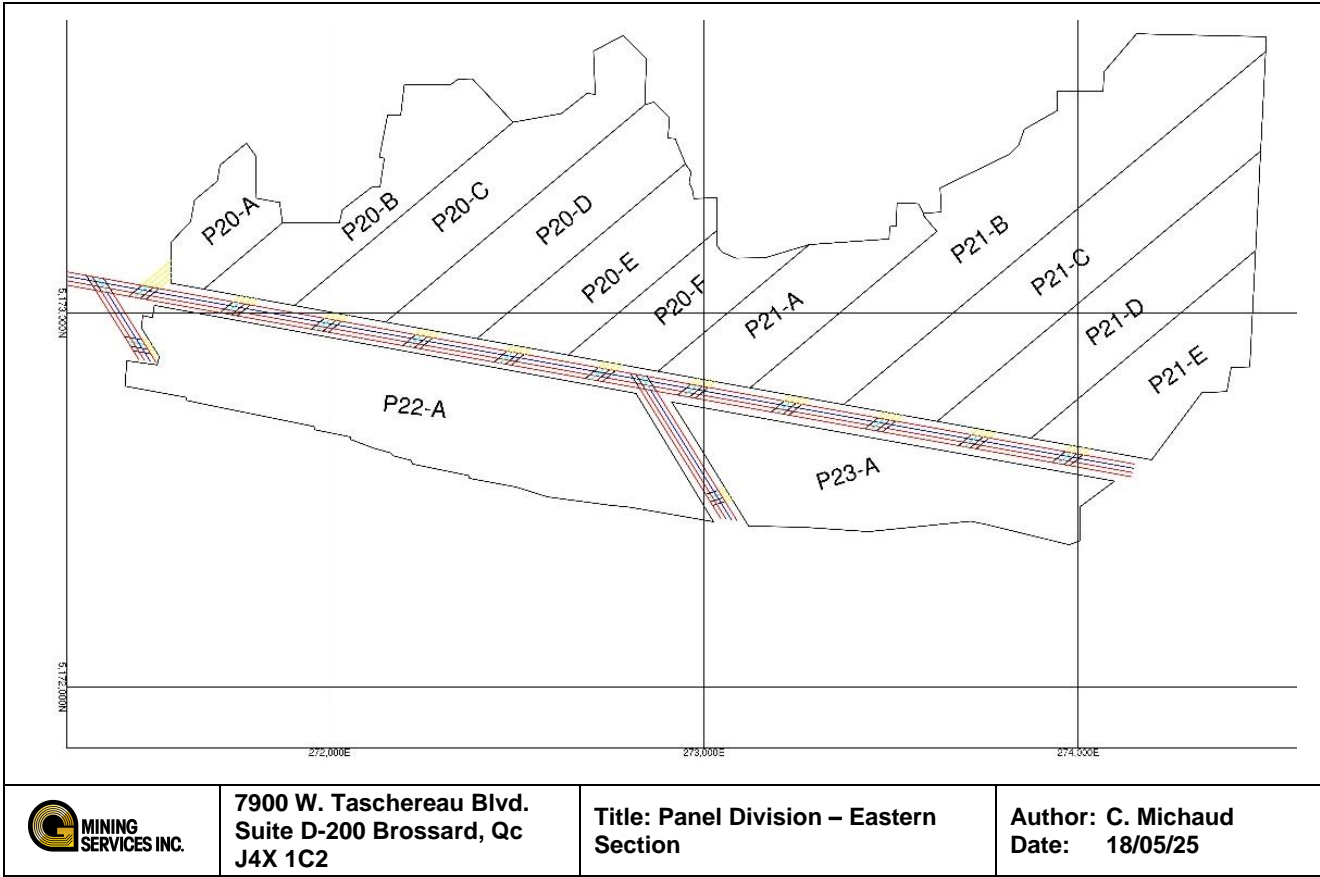 P20-A
P20-B
P20-C
P20-D
P20-E
P20-F
P21-A
P21-B
P21-C
P21-D
P21-E
P22-A
P23-A
5,173,000N
5,172,000N
272,000E
273,000E
274,000E
G MINING
SERVICES INC.
7900 W. Taschereau Blvd.
Suite D-200 Brossard, Qc
J4X 1C2
Title: Panel Division – Eastern
Section
Author: C. Michaud
Date: 18/05/25